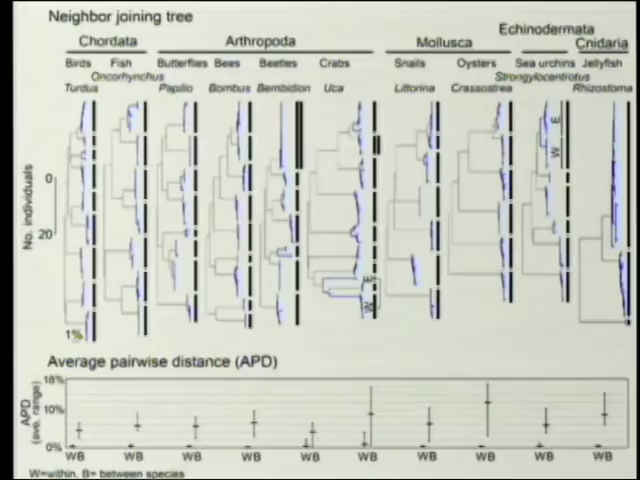 Neighbor joining tree
Echinodermata
Chordata Arthropoda Mollusca Cnidaria
Birds Fish Butterflies Bees Beetles Crabs Snails Oysters Sea urchins Jellyfish
Oncorhynchus Strongylocentrotus
Turdus Papilio Bombus Bembidion Uca Littorina Crassostrea Rhizostoma
E
W
No. individuals
0
20
E
W
1%
Average pairwise distance (APD)
APD
(ave. range)
18%
10%
0%
WB WB WB WB WB WB WB WB WB WB
W=within, B= between species